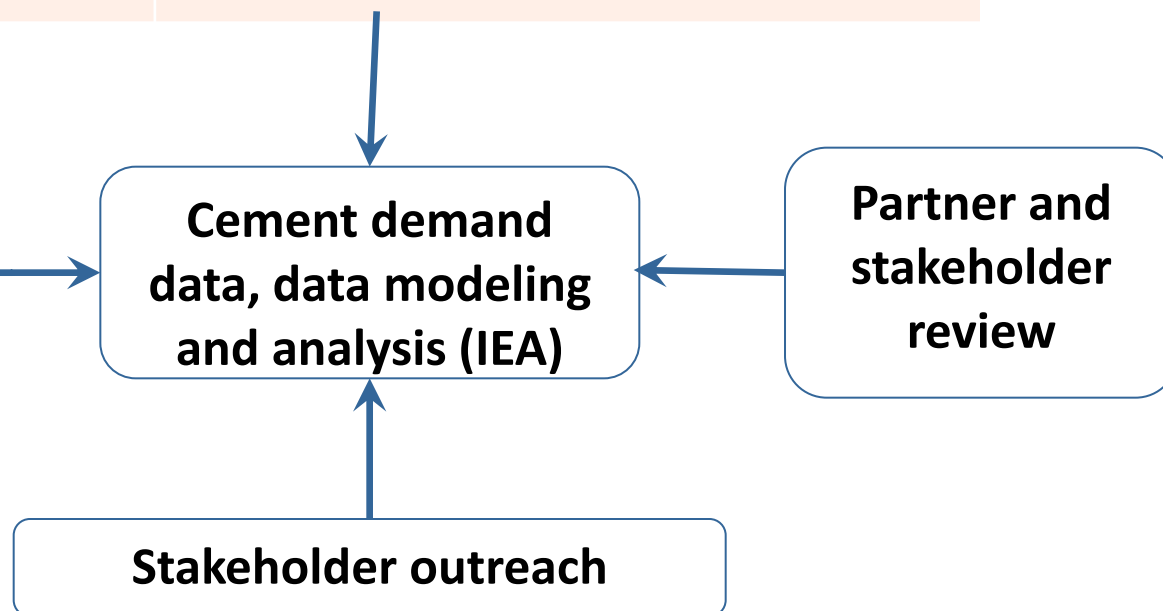 Cement demand
data, data modeling
and analysis (IEA)
Partner and
stakeholder
review
Stakeholder outreach